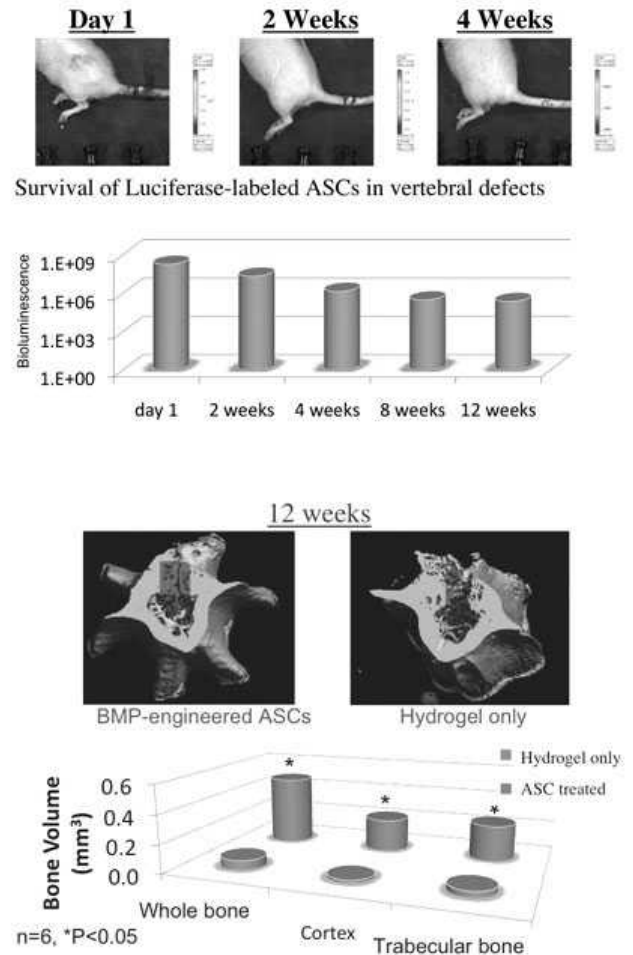 Day 1 2 Weeks 4 Weeks
Survival of Luciferase-labeled ASCs in vertebral defects
Bioluminescence
1.E+09
1.E+06
1.E+03
1.E+00
day 1 2 weeks 4 weeks 8 weeks 12 weeks
12 weeks
BMP-engineered ASCs Hydrogel only
Hydrogel only
ASC treated
* * *
Bone Volume
(mm³)
0.6
0.4
0.2
0.0
Whole bone
Cortex
Trabecular bone
n=6, *P<0.05